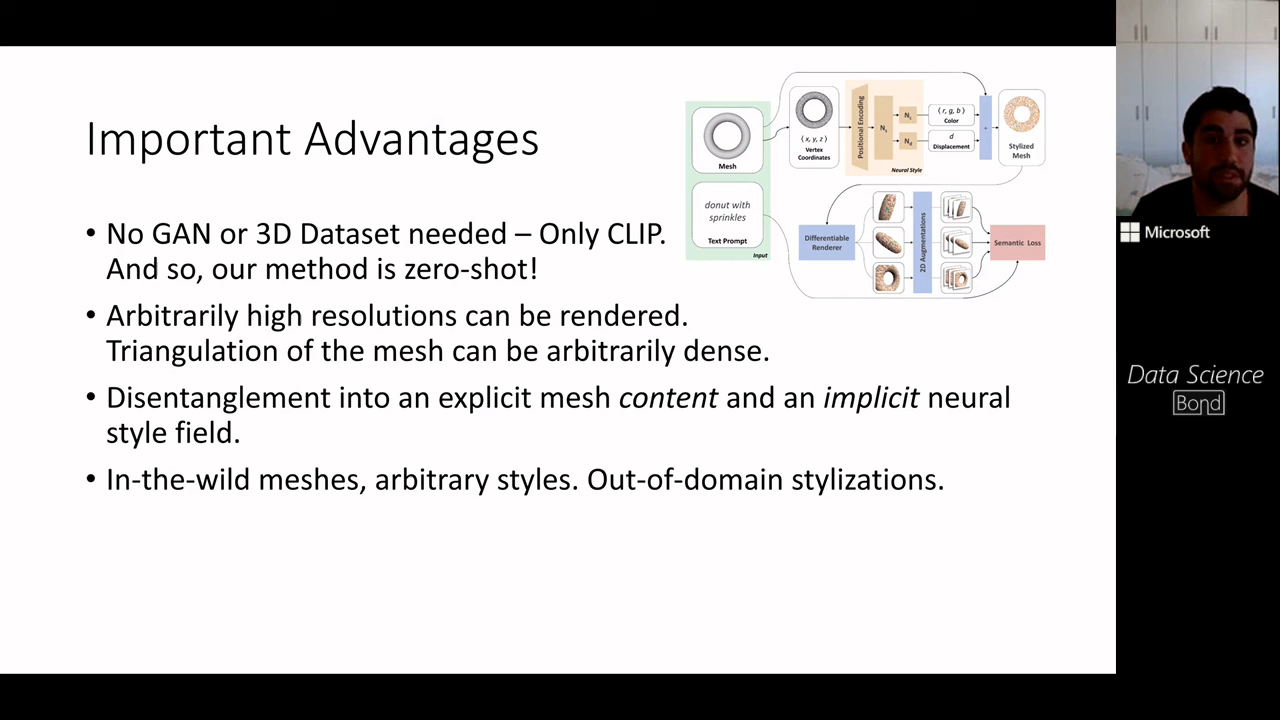 Important Advantages
• No GAN or 3D Dataset needed – Only CLIP.
And so, our method is zero-shot!
• Arbitrarily high resolutions can be rendered.
Triangulation of the mesh can be arbitrarily dense.
• Disentanglement into an explicit mesh content and an implicit neural
style field.
• In-the-wild meshes, arbitrary styles. Out-of-domain stylizations.
Mesh
donut with
sprinkles
Text Prompt
Input
(x, y, z)
Vertex
Coordinates
Positional Encoding
Ns
Nc
Nd
Neural Style
(r, g, b)
Color
d
Displacement
+
Stylized
Mesh
Differentiable
Renderer
2D Augmentations
Semantic Loss
Microsoft
Data Science
Bond